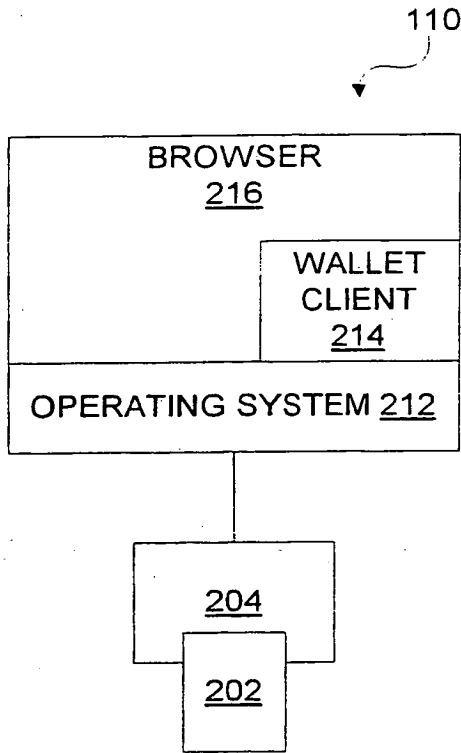 110
BROWSER
216
WALLET
CLIENT
214
OPERATING SYSTEM 212
204
202